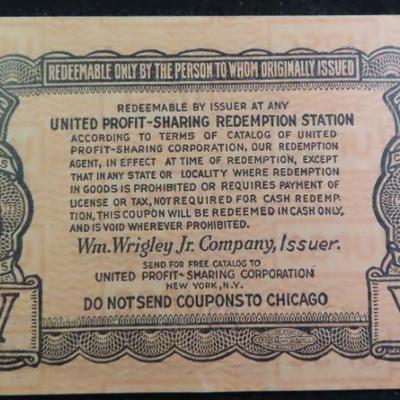 REDEEMABLE ONLY BY THE PERSON TO WHOM ORIGINALLY ISSUED
REDEEMABLE BY ISSUER AT ANY
UNITED PROFIT-SHARING REDEMPTION STATION
ACCORDING TO TERMS OF CATALOG OF UNITED
PROFIT-SHARING CORPORATION, OUR REDEMPTION
AGENT, IN EFFECT AT TIME OF REDEMPTION, EXCEPT
THAT IN ANY STATE OR LOCALITY WHERE REDEMPTION
IN GOODS IS PROHIBITED OR REQUIRES PAYMENT OF
LICENSE OR TAX, NOT REQUIRED FOR CASH REDEMP-
TION, THIS COUPON WILL BE REDEEMED IN CASH ONLY,
AND IS VOID WHEREVER PROHIBITED.
Wm. Wrigley Jr. Company, Issuer.
SEND FOR FREE CATALOG TO
UNITED PROFIT-SHARING CORPORATION
NEW YORK, N.Y.
DO NOT SEND COUPONS TO CHICAGO